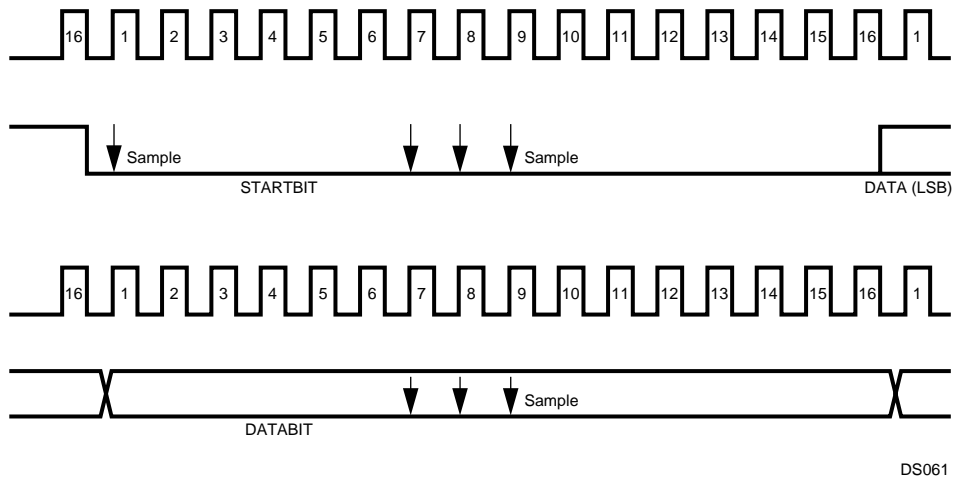 16 1 2 3 4 5 6 7 8 9 10 11 12 13 14 15 16 1
Sample Sample
STARTBIT DATA (LSB)
16 1 2 3 4 5 6 7 8 9 10 11 12 13 14 15 16 1
Sample
DATABIT
DS061